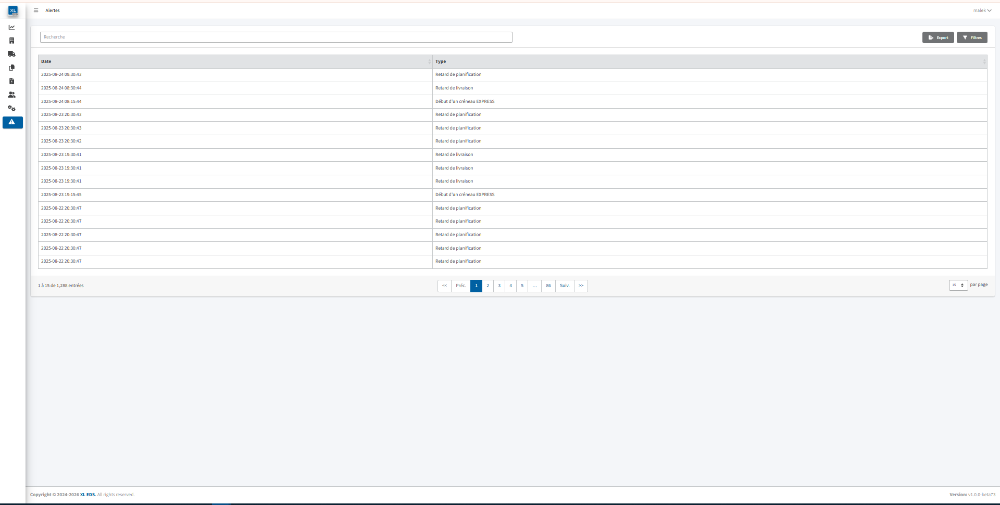 XL
Alertes
malek
Recherche
Export
Filtres
Date Type
2025-08-24 09:30:43 Retard de planification
2025-08-24 08:30:44 Retard de livraison
2025-08-24 08:15:44 Début d'un créneau EXPRESS
2025-08-23 20:30:43 Retard de planification
2025-08-23 20:30:43 Retard de planification
2025-08-23 20:30:42 Retard de planification
2025-08-23 19:30:41 Retard de livraison
2025-08-23 19:30:41 Retard de livraison
2025-08-23 19:30:41 Retard de livraison
2025-08-23 19:15:45 Début d'un créneau EXPRESS
2025-08-22 20:30:47 Retard de planification
2025-08-22 20:30:47 Retard de planification
2025-08-22 20:30:47 Retard de planification
2025-08-22 20:30:47 Retard de planification
2025-08-22 20:30:47 Retard de planification
1 à 15 de 1,288 entrées
<< Préc. 1 2 3 4 5 … 86 Suiv. >>
15 par page
Copyright © 2024-2026 XL EDS. All rights reserved.
Version: v1.0.0-beta73